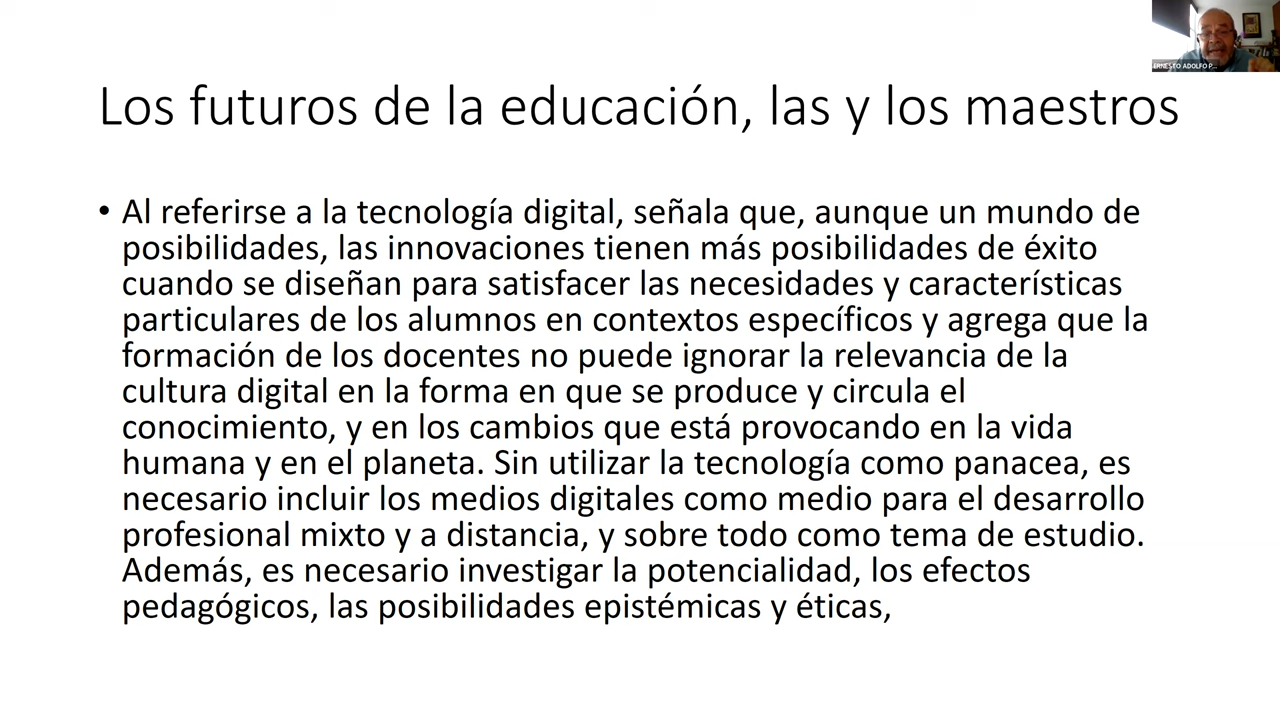 ERNESTO ADOLFO P...
Los futuros de la educación, las y los maestros
• Al referirse a la tecnología digital, señala que, aunque un mundo de
posibilidades, las innovaciones tienen más posibilidades de éxito
cuando se diseñan para satisfacer las necesidades y características
particulares de los alumnos en contextos específicos y agrega que la
formación de los docentes no puede ignorar la relevancia de la
cultura digital en la forma en que se produce y circula el
conocimiento, y en los cambios que está provocando en la vida
humana y en el planeta. Sin utilizar la tecnología como panacea, es
necesario incluir los medios digitales como medio para el desarrollo
profesional mixto y a distancia, y sobre todo como tema de estudio.
Además, es necesario investigar la potencialidad, los efectos
pedagógicos, las posibilidades epistémicas y éticas,